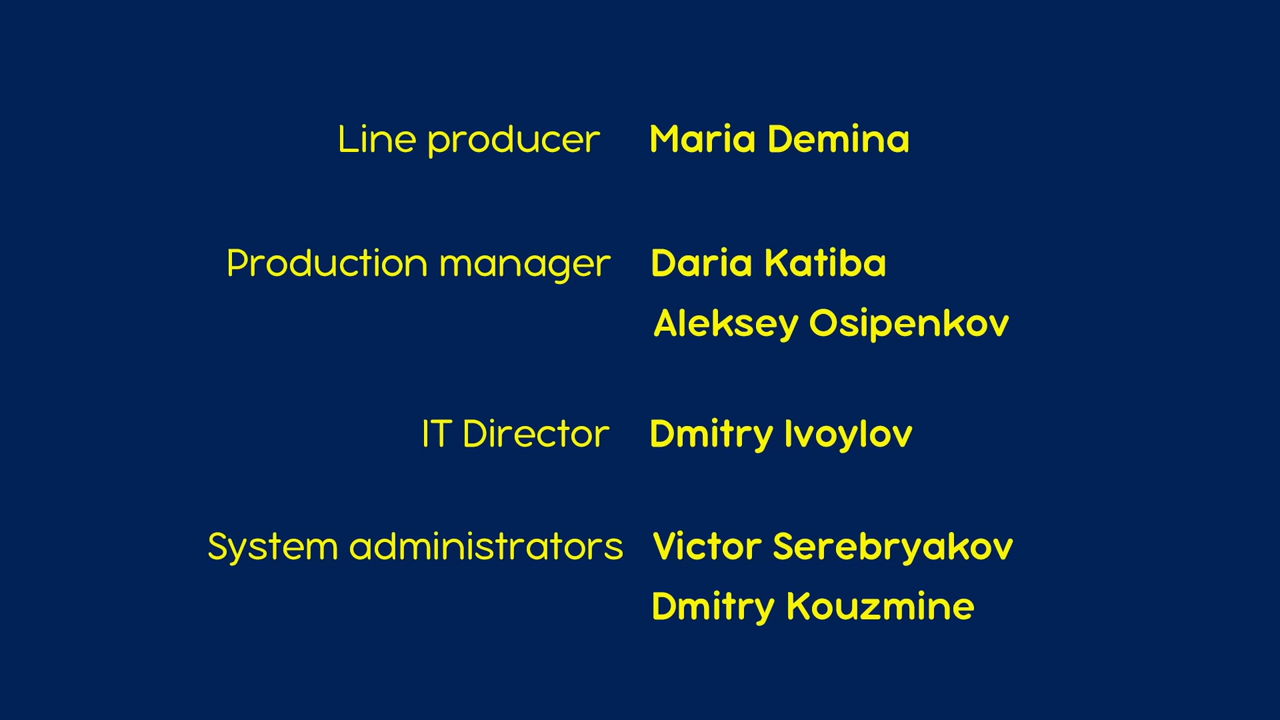 Line producer Maria Demina
Production manager Daria Katiba
Aleksey Osipenkov
IT Director Dmitry Ivoylov
System administrators Victor Serebryakov
Dmitry Kouzmine